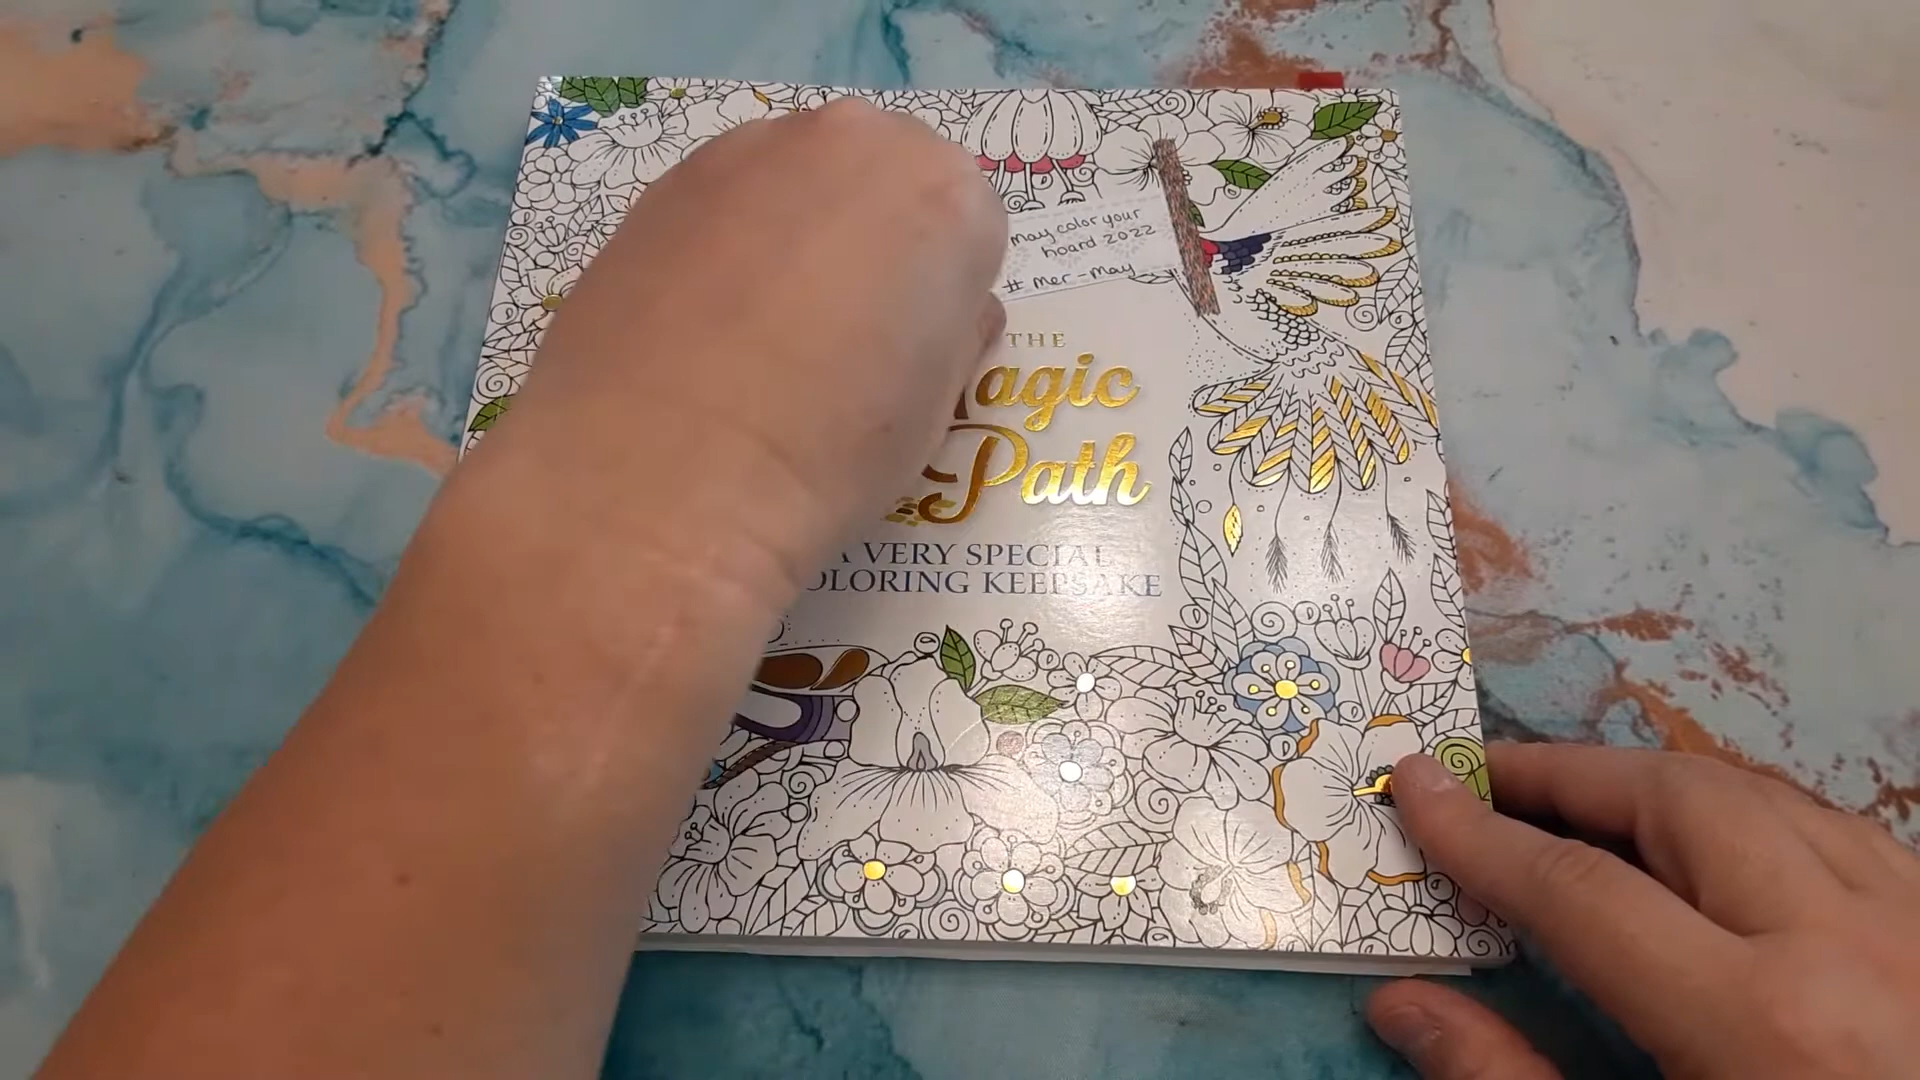 may color your
hoard 2022
# mer-may
THE
agic
Path
A VERY SPECIAL
OLORING KEEPSAKE